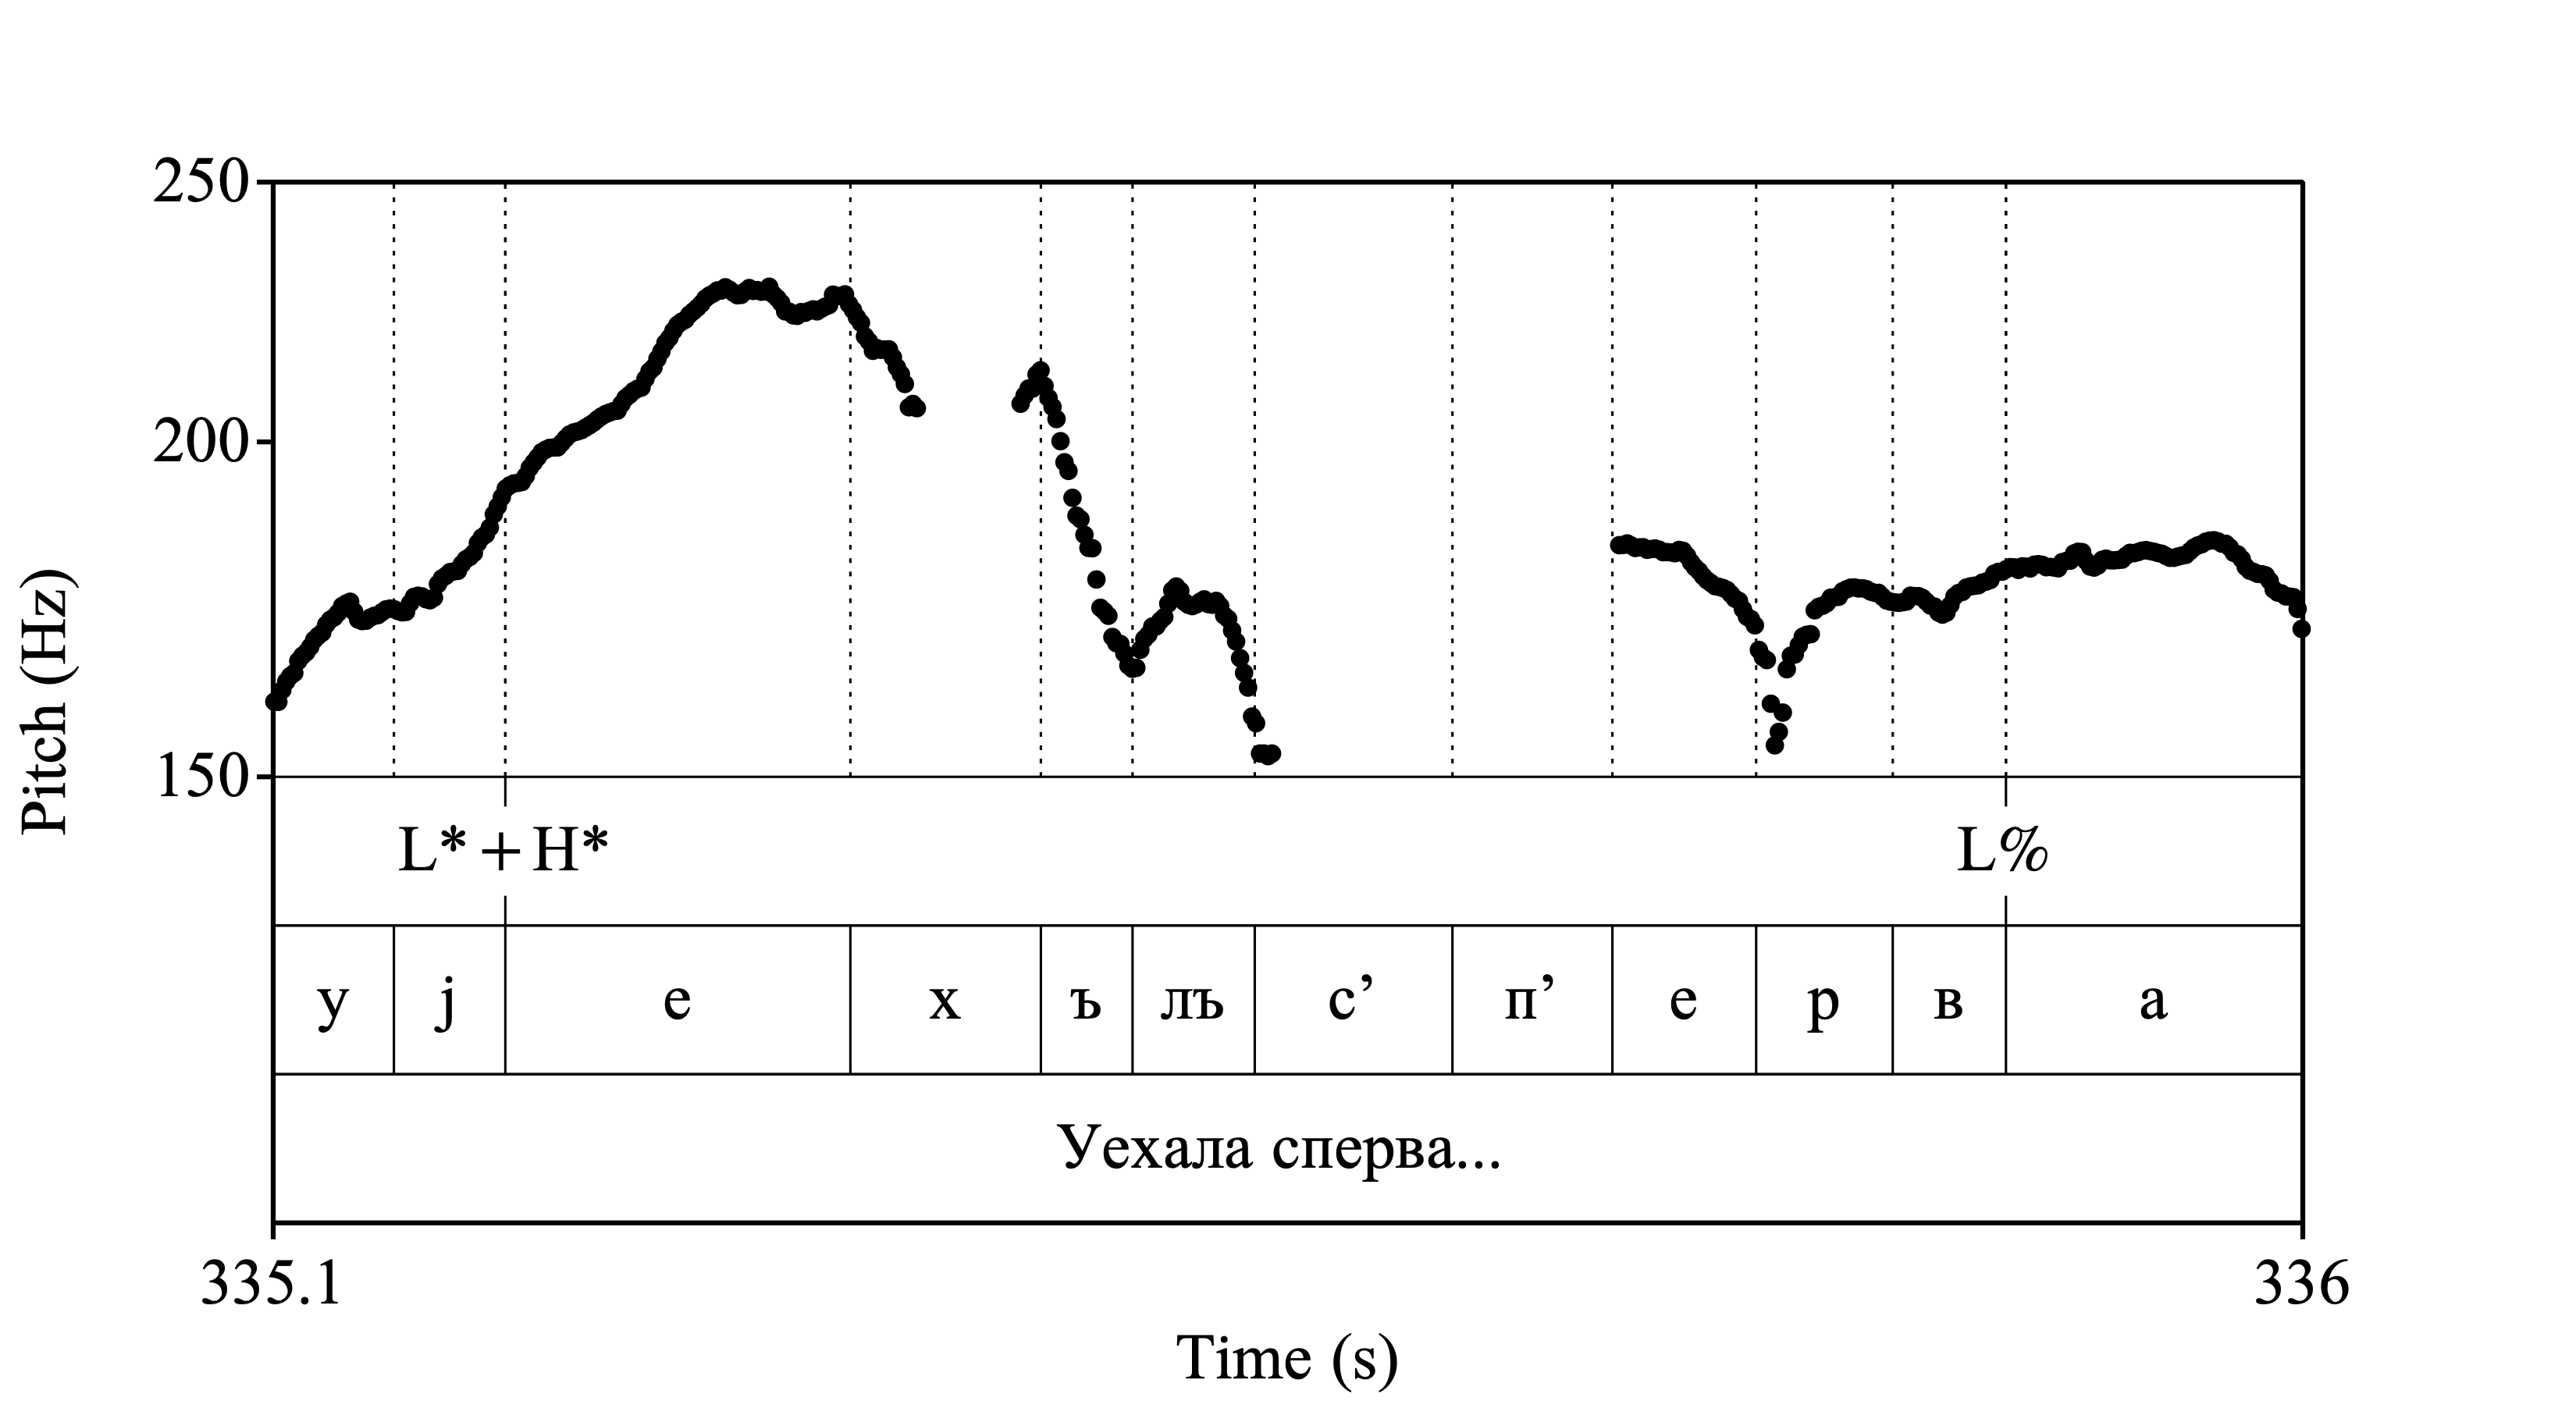 250
200
150
Pitch (Hz)
L*+H* L%
у j е х ъ лъ с’ п’ е р в а
Уехала сперва...
335.1 336
Time (s)